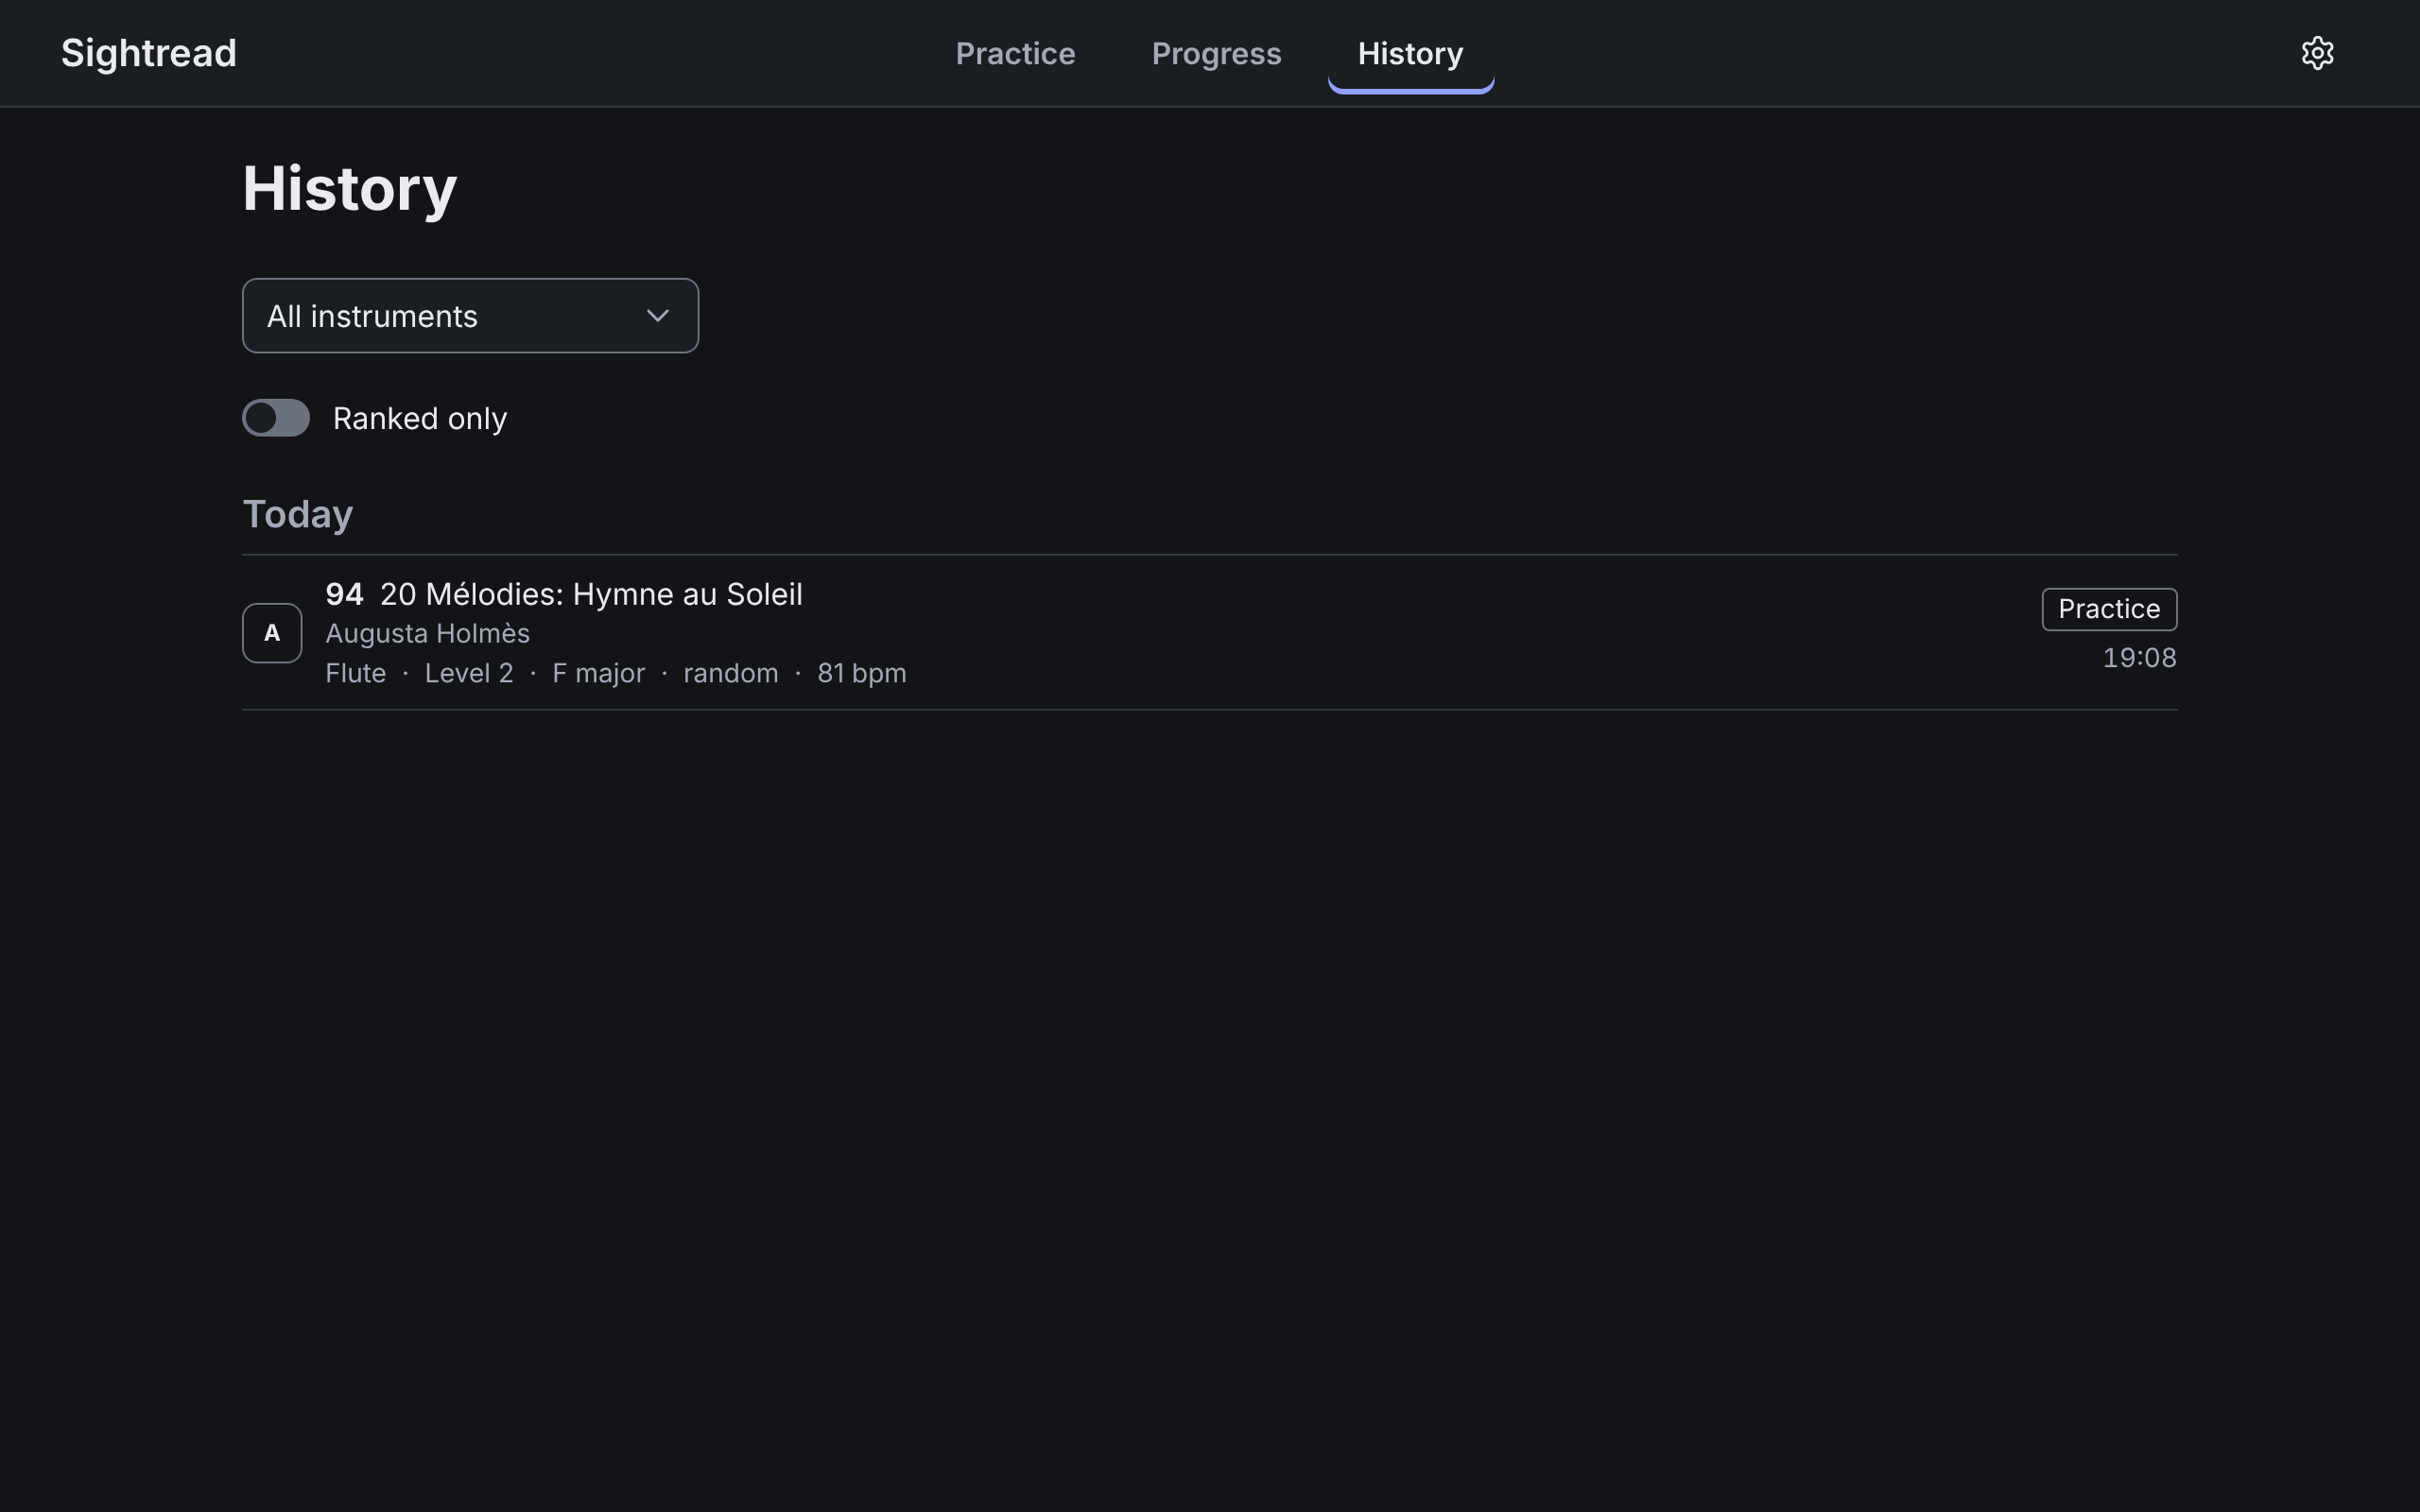 Sightread
Practice Progress History
History
All instruments
Ranked only
Today
A
94 20 Mélodies: Hymne au Soleil
Augusta Holmès
Flute · Level 2 · F major · random · 81 bpm
Practice
19:08